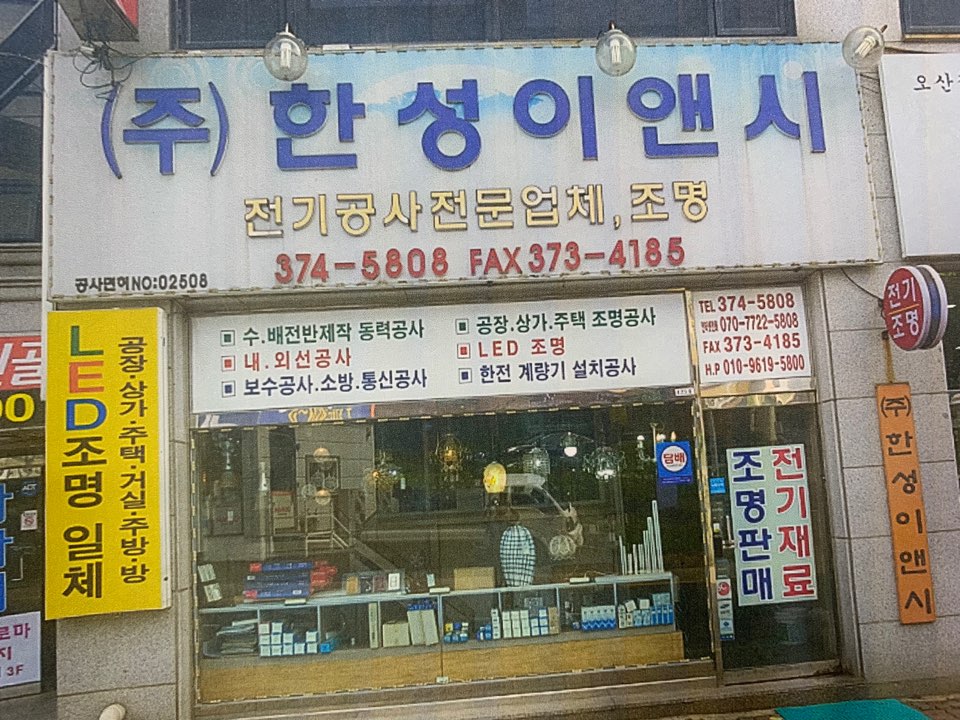 (주)한성이앤시
전기공사전문업체,조명
374-5808 FAX 373-4185
공사면허NO:02508
오산
수.배전반제작 동력공사
내.외선공사
보수공사.소방.통신공사
공장.상가.주택 조명공사
LED 조명
한전 계량기 설치공사
TEL 374-5808
070-7722-5808
FAX 373-4185
H.P 010-9619-5800
전기
조명
LED조명 일체
공장·상가·주택·거실·주방·방
담배
전기재료
조명판매
(주)한성이앤시
3F